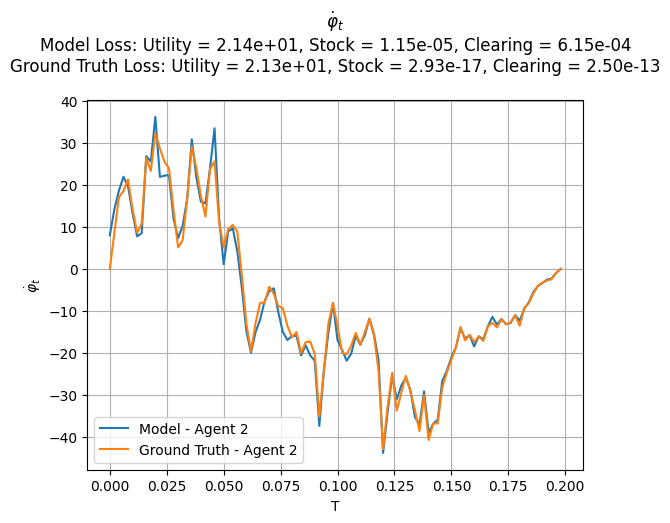 φ̇ₜ
Model Loss: Utility = 2.14e+01, Stock = 1.15e-05, Clearing = 6.15e-04
Ground Truth Loss: Utility = 2.13e+01, Stock = 2.93e-17, Clearing = 2.50e-13
40
30
20
10
0
−10
−20
−30
−40
φ̇ₜ
Model - Agent 2
Ground Truth - Agent 2
0.000 0.025 0.050 0.075 0.100 0.125 0.150 0.175 0.200
T